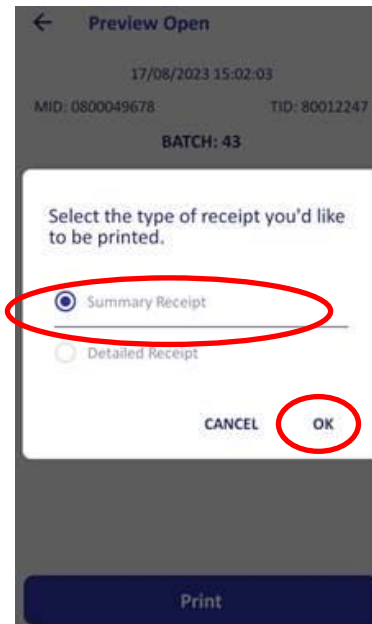 Preview Open
17/08/2023 15:02:03
MID: 0800049678 TID: 80012247
BATCH: 43
Select the type of receipt you'd like
to be printed.
Summary Receipt
Detailed Receipt
CANCEL OK
Print